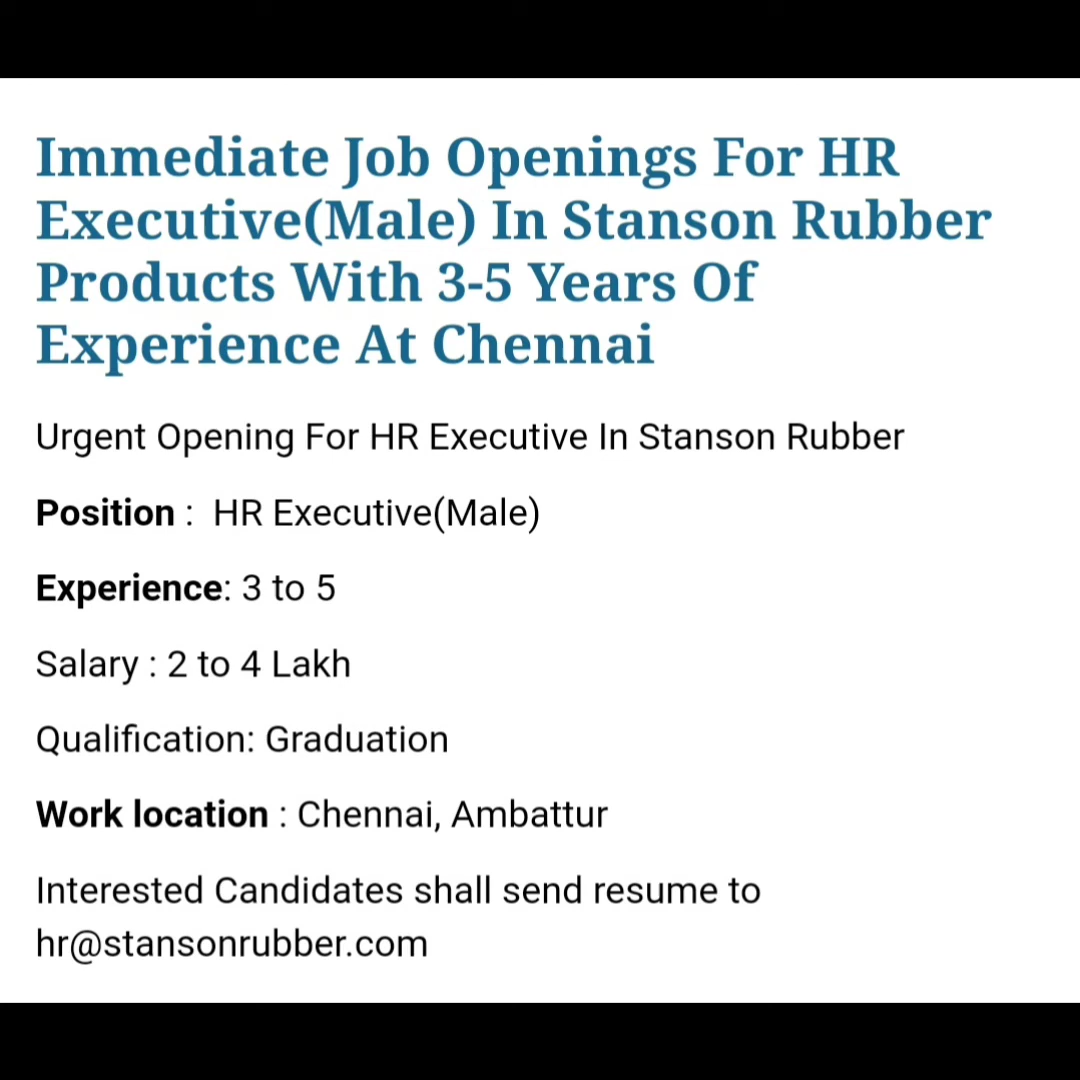 Immediate Job Openings For HR
Executive(Male) In Stanson Rubber
Products With 3-5 Years Of
Experience At Chennai
Urgent Opening For HR Executive In Stanson Rubber
Position :  HR Executive(Male)
Experience: 3 to 5
Salary : 2 to 4 Lakh
Qualification: Graduation
Work location : Chennai, Ambattur
Interested Candidates shall send resume to
hr@stansonrubber.com